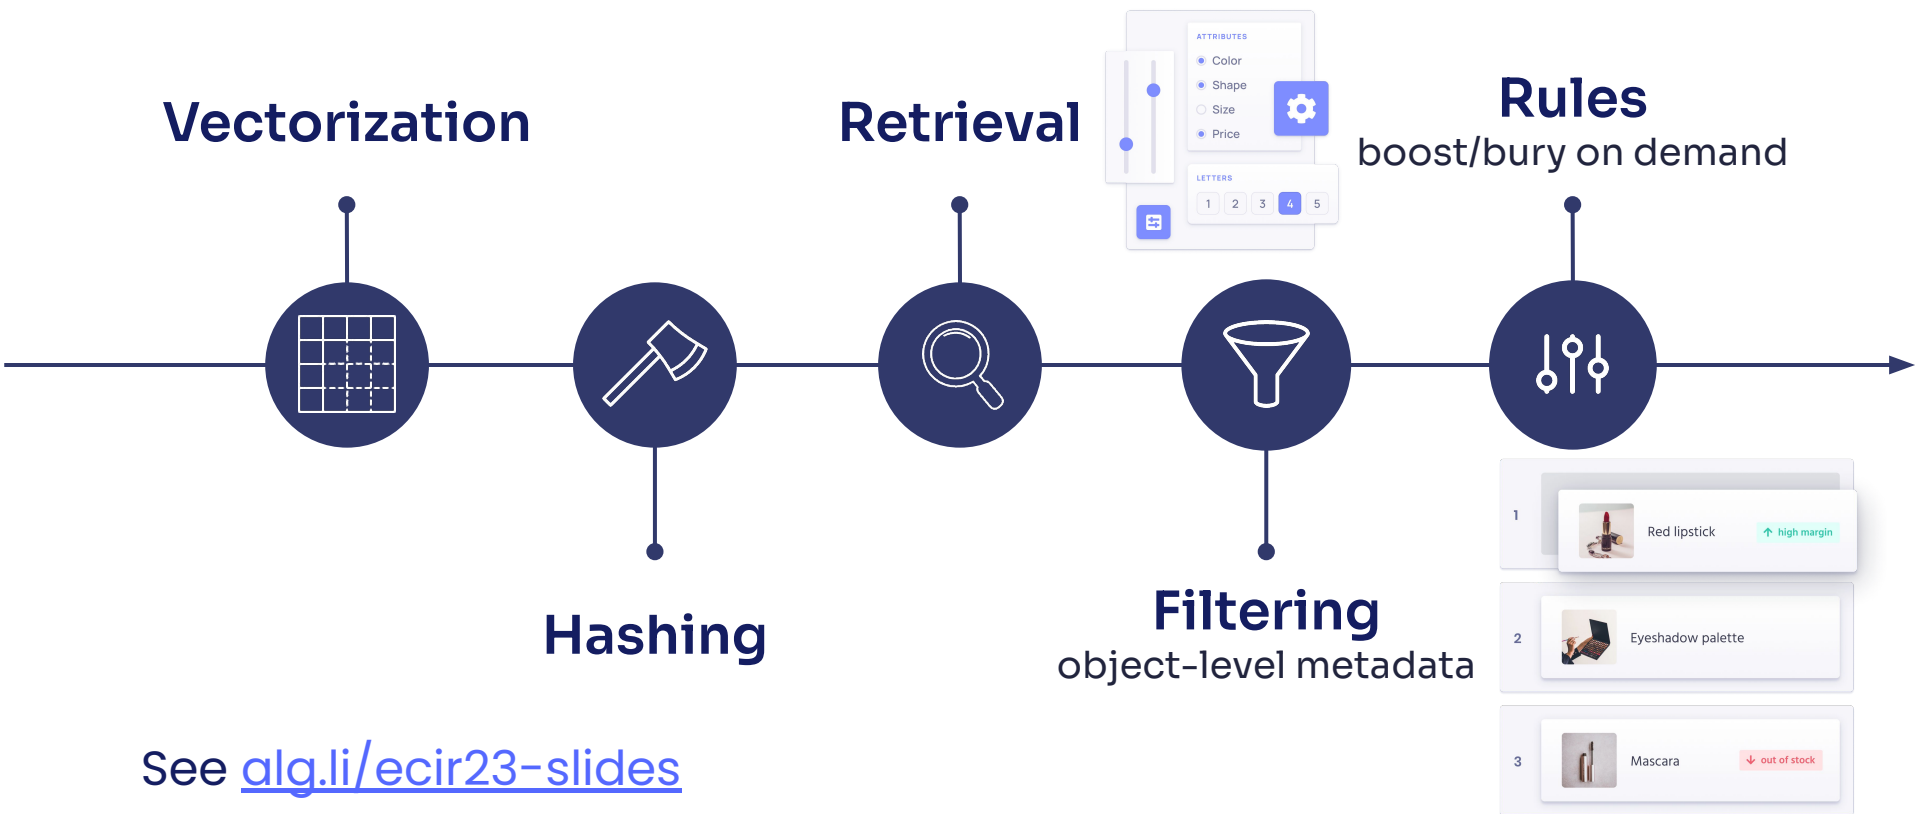 Vectorization
Retrieval
ATTRIBUTES
Color
Shape
Size
Price
LETTERS
1 2 3 4 5
Rules
boost/bury on demand
Hashing
Filtering
object-level metadata
1
Red lipstick
high margin
2
Eyeshadow palette
3
Mascara
out of stock
See alg.li/ecir23-slides